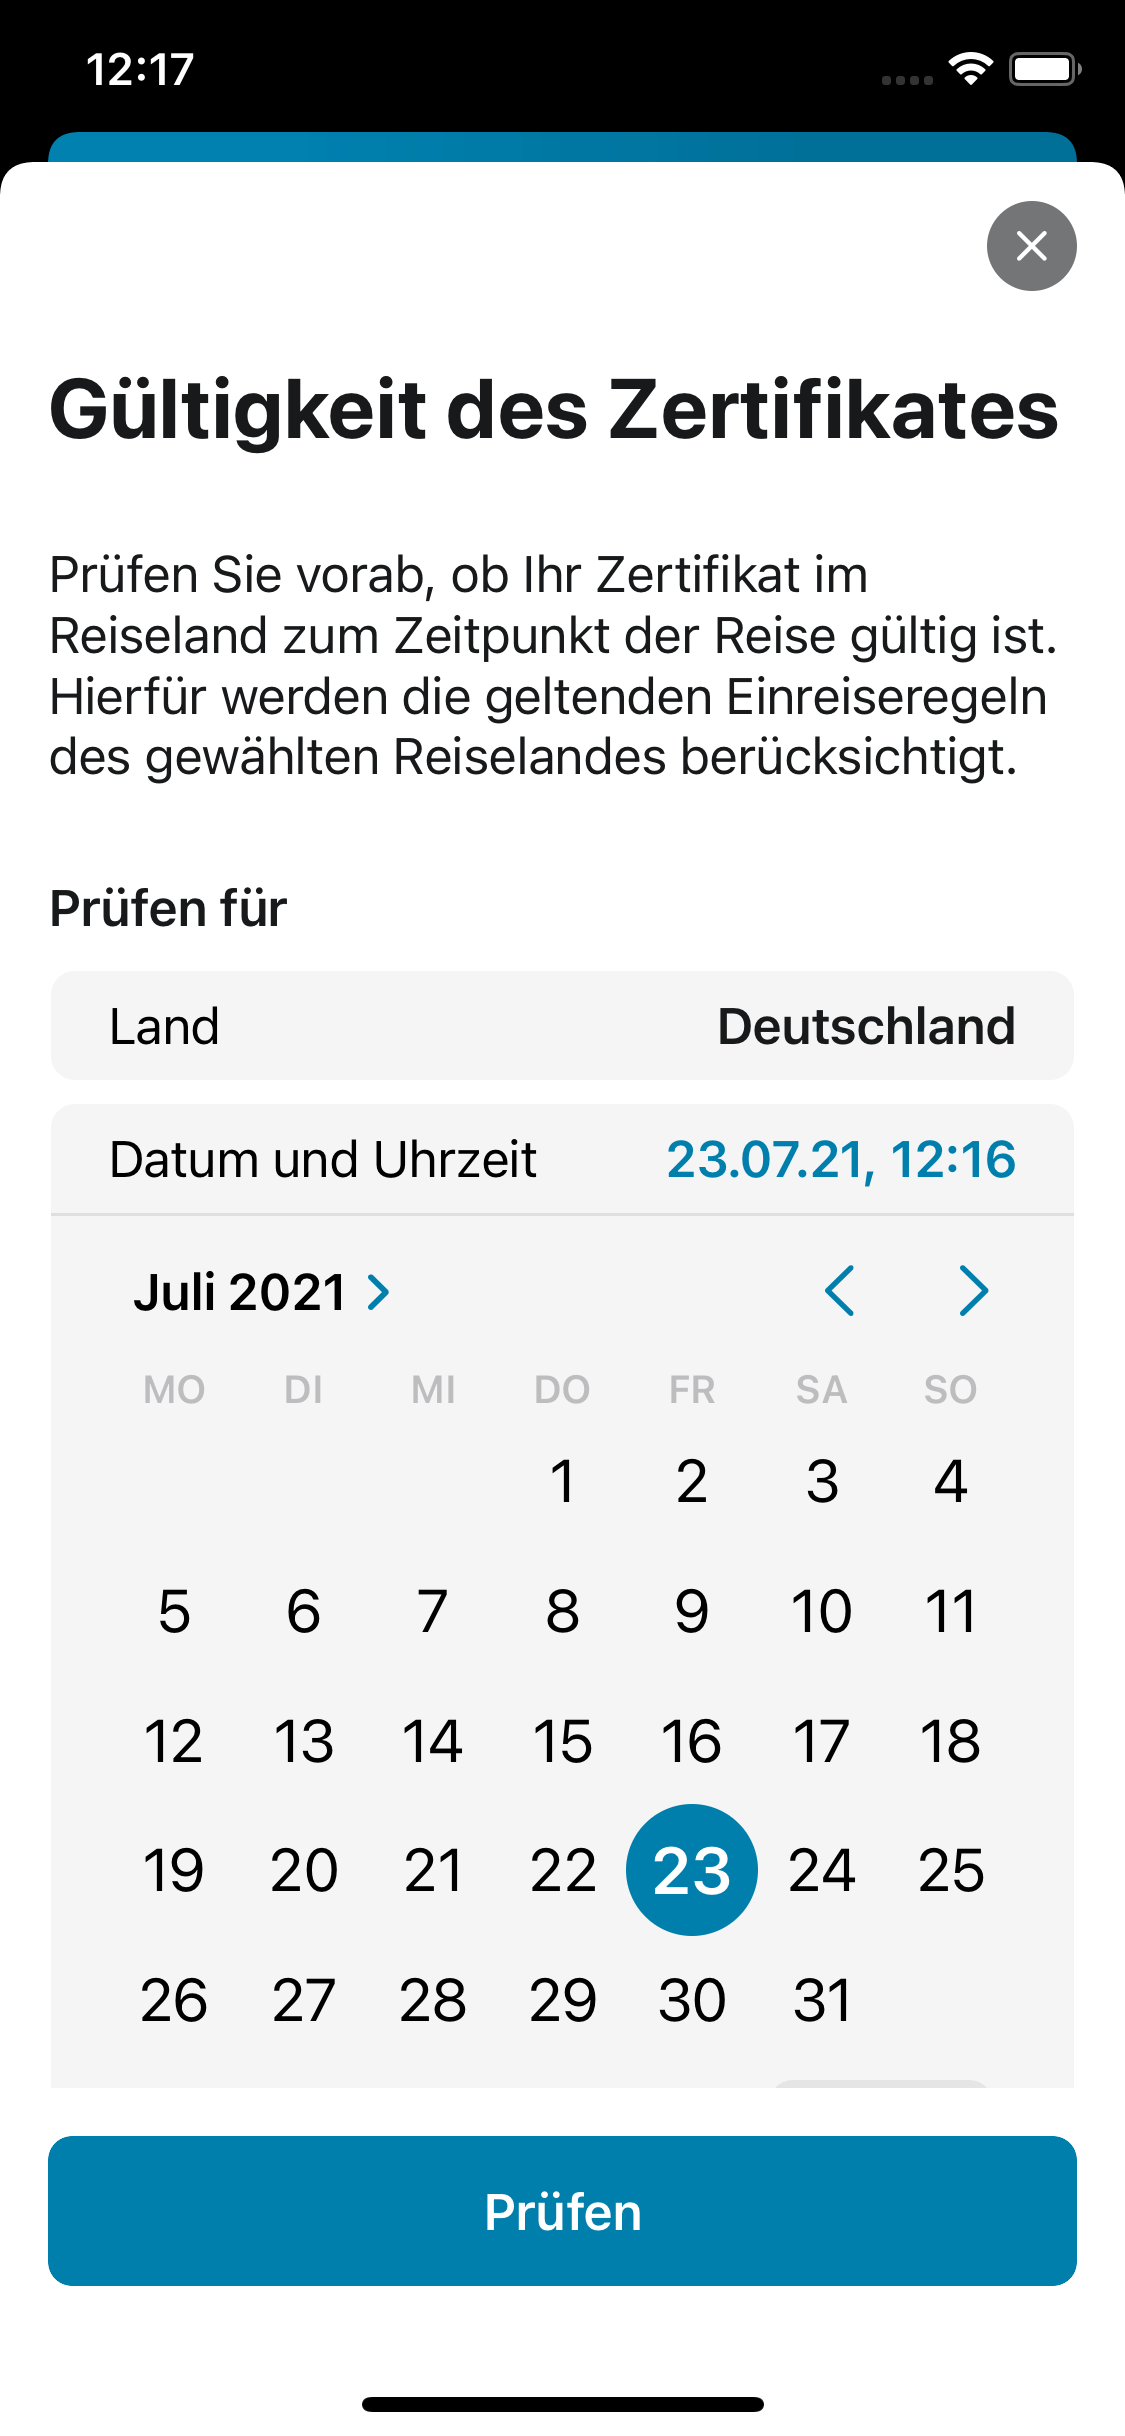 12:17
Gültigkeit des Zertifikates
Prüfen Sie vorab, ob Ihr Zertifikat im
Reiseland zum Zeitpunkt der Reise gültig ist.
Hierfür werden die geltenden Einreiseregeln
des gewählten Reiselandes berücksichtigt.
Prüfen für
Land Deutschland
Datum und Uhrzeit 23.07.21, 12:16
Juli 2021
MO DI MI DO FR SA SO
1 2 3 4
5 6 7 8 9 10 11
12 13 14 15 16 17 18
19 20 21 22 23 24 25
26 27 28 29 30 31
Prüfen